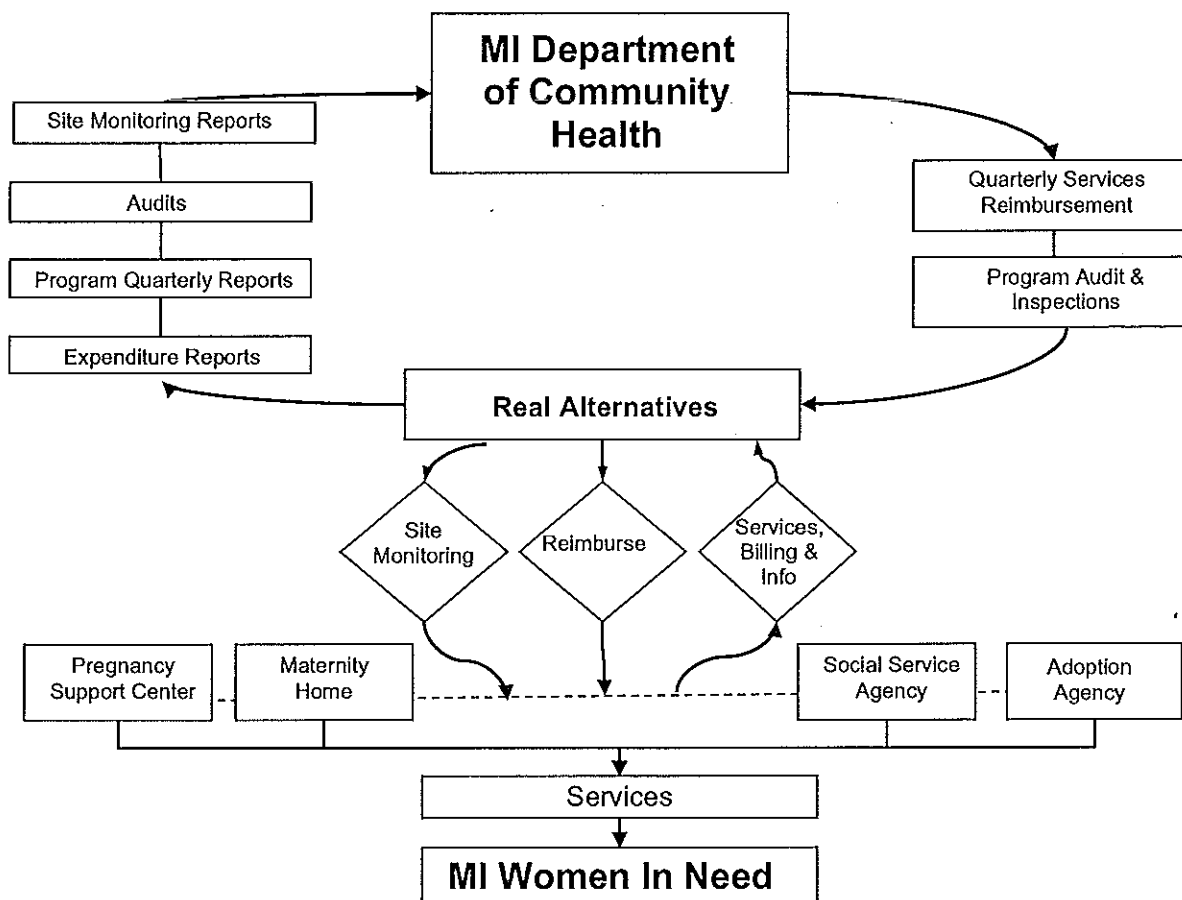 MI Department
of Community
Health
Site Monitoring Reports
Audits
Program Quarterly Reports
Expenditure Reports
Quarterly Services
Reimbursement
Program Audit &
Inspections
Real Alternatives
Site
Monitoring
Reimburse
Services,
Billing &
Info
Pregnancy
Support Center
Maternity
Home
Social Service
Agency
Adoption
Agency
Services
MI Women In Need